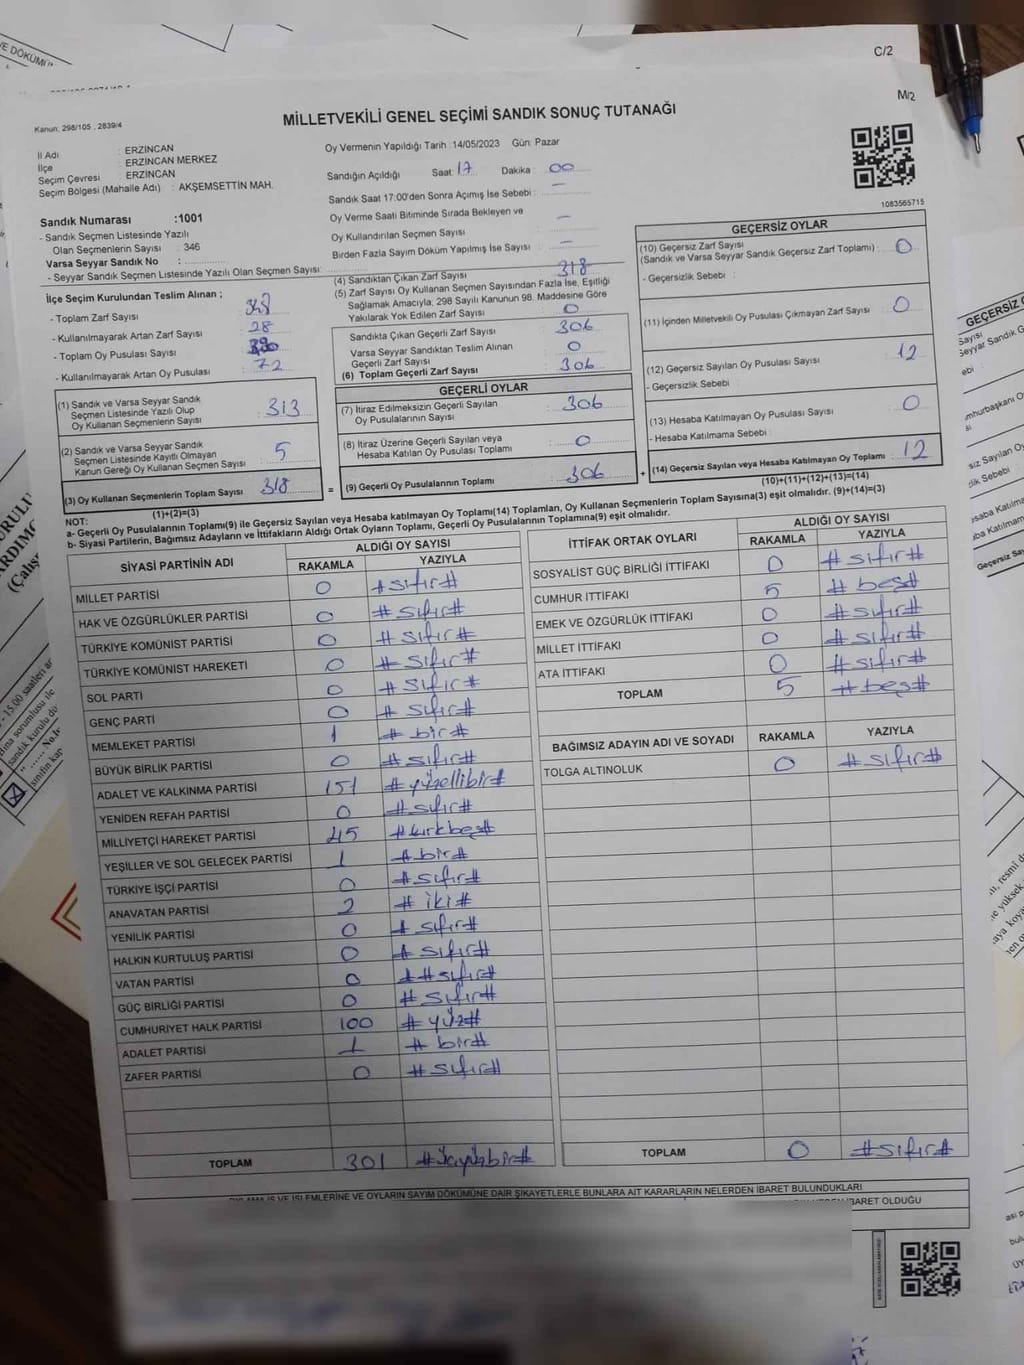 C/2
M/2
Kanun: 298/105 , 2839/4
MİLLETVEKİLİ GENEL SEÇİMİ SANDIK SONUÇ TUTANAĞI
İl Adı : ERZİNCAN
İlçe : ERZİNCAN MERKEZ
Seçim Çevresi : ERZİNCAN
Seçim Bölgesi (Mahalle Adı) : AKŞEMSETTİN MAH.
Sandık Numarası :1001
- Sandık Seçmen Listesinde Yazılı
Olan Seçmenlerin Sayısı : 346
Varsa Seyyar Sandık No :
- Seyyar Sandık Seçmen Listesinde Yazılı Olan Seçmen Sayısı:
Oy Vermenin Yapıldığı Tarih :14/05/2023 Gün: Pazar
Sandığın Açıldığı Saat: 17 Dakika : 00
Sandık Saat 17:00'den Sonra Açımış İse Sebebi : —
Oy Verme Saati Bitiminde Sırada Bekleyen ve
Oy Kullandırılan Seçmen Sayısı : —
Birden Fazla Sayım Döküm Yapılmış İse Sayısı : —
1083565715
İlçe Seçim Kurulundan Teslim Alınan ;
- Toplam Zarf Sayısı :
- Kullanılmayarak Artan Zarf Sayısı : 28
- Toplam Oy Pusulası Sayısı :
- Kullanılmayarak Artan Oy Pusulası : 72
(1) Sandık ve Varsa Seyyar Sandık
Seçmen Listesinde Yazılı Olup
Oy Kullanan Seçmenlerin Sayısı : 313
(2) Sandık ve Varsa Seyyar Sandık
Seçmen Listesinde Kayıtlı Olmayan
Kanun Gereği Oy Kullanan Seçmen Sayısı : 5
(3) Oy Kullanan Seçmenlerin Toplam Sayısı 318
(1)+(2)=(3)
(4) Sandıktan Çıkan Zarf Sayısı : 318
(5) Zarf Sayısı Oy Kullanan Seçmen Sayısından Fazla İse, Eşitliği
Sağlamak Amacıyla; 298 Sayılı Kanunun 98. Maddesine Göre
Yakılarak Yok Edilen Zarf Sayısı : 0
Sandıkta Çıkan Geçerli Zarf Sayısı : 306
Varsa Seyyar Sandıktan Teslim Alınan
Geçerli Zarf Sayısı : 0
(6) Toplam Geçerli Zarf Sayısı : 306
GEÇERLİ OYLAR
(7) İtiraz Edilmeksizin Geçerli Sayılan
Oy Pusulalarının Sayısı : 306
(8) İtiraz Üzerine Geçerli Sayılan veya
Hesaba Katılan Oy Pusulası Toplamı : 0
= (9) Geçerli Oy Pusulalarının Toplamı : 306
GEÇERSİZ OYLAR
(10) Geçersiz Zarf Sayısı
(Sandık ve Varsa Seyyar Sandık Geçersiz Zarf Toplamı) : 0
- Geçersizlik Sebebi :
(11) İçinden Milletvekili Oy Pusulası Çıkmayan Zarf Sayısı : 0
(12) Geçersiz Sayılan Oy Pusulası Sayısı : 12
- Geçersizlik Sebebi :
(13) Hesaba Katılmayan Oy Pusulası Sayısı : 0
- Hesaba Katılmama Sebebi :
+ (14) Geçersiz Sayılan veya Hesaba Katılmayan Oy Toplamı : 12
(10)+(11)+(12)+(13)=(14)
NOT:
a- Geçerli Oy Pusulalarının Toplamı(9) ile Geçersiz Sayılan veya Hesaba katılmayan Oy Toplamı(14) Toplamları, Oy Kullanan Seçmenlerin Toplam Sayısına(3) eşit olmalıdır. (9)+(14)=(3)
b- Siyasi Partilerin, Bağımsız Adayların ve İttifakların Aldığı Ortak Oyların Toplamı, Geçerli Oy Pusulalarının Toplamına(9) eşit olmalıdır.
SİYASİ PARTİNİN ADI ALDIĞI OY SAYISI
RAKAMLA YAZIYLA
MİLLET PARTİSİ 0 #sıfır#
HAK VE ÖZGÜRLÜKLER PARTİSİ 0 #sıfır#
TÜRKİYE KOMÜNİST PARTİSİ 0 #sıfır#
TÜRKİYE KOMÜNİST HAREKETİ 0 #sıfır#
SOL PARTİ 0 #sıfır#
GENÇ PARTİ 0 #sıfır#
MEMLEKET PARTİSİ 1 #bir#
BÜYÜK BİRLİK PARTİSİ 0 #sıfır#
ADALET VE KALKINMA PARTİSİ 151 #yüzellibir#
YENİDEN REFAH PARTİSİ 0 #sıfır#
MİLLİYETÇİ HAREKET PARTİSİ 45 #kırkbeş#
YEŞİLLER VE SOL GELECEK PARTİSİ 1 #bir#
TÜRKİYE İŞÇİ PARTİSİ 0 #sıfır#
ANAVATAN PARTİSİ 2 #iki#
YENİLİK PARTİSİ 0 #sıfır#
HALKIN KURTULUŞ PARTİSİ 0 #sıfır#
VATAN PARTİSİ 0 ##sıfır#
GÜÇ BİRLİĞİ PARTİSİ 0 #sıfır#
CUMHURİYET HALK PARTİSİ 100 #yüz#
ADALET PARTİSİ 1 #bir#
ZAFER PARTİSİ 0 #sıfır#
TOPLAM 301 #üçyüzbir#
İTTİFAK ORTAK OYLARI ALDIĞI OY SAYISI
RAKAMLA YAZIYLA
SOSYALİST GÜÇ BİRLİĞİ İTTİFAKI 0 #sıfır#
CUMHUR İTTİFAKI 5 #beş#
EMEK VE ÖZGÜRLÜK İTTİFAKI 0 #sıfır#
MİLLET İTTİFAKI 0 #sıfır#
ATA İTTİFAKI 0 #sıfır#
TOPLAM 5 #beş#
BAĞIMSIZ ADAYIN ADI VE SOYADI RAKAMLA YAZIYLA
TOLGA ALTINOLUK 0 #sıfır#
TOPLAM 0 #sıfır#
İŞ VE İŞLEMLERİNE VE OYLARIN SAYIM DÖKÜMÜNE DAİR ŞİKAYETLERLE BUNLARA AİT KARARLARIN NELERDEN İBARET BULUNDUKLARI
İBARET OLDUĞU